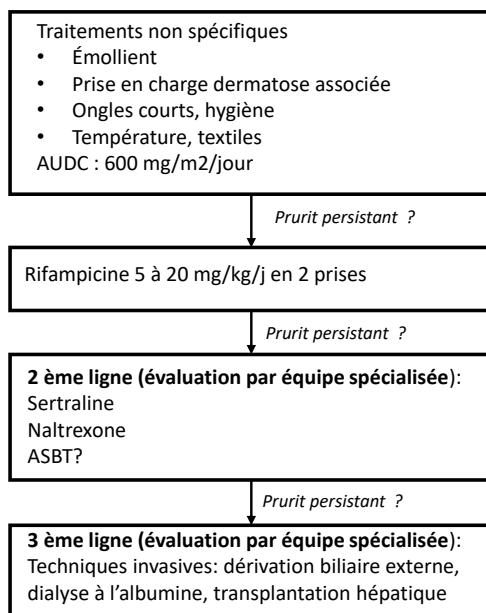 Traitements non spécifiques
• Émollient
• Prise en charge dermatose associée
• Ongles courts, hygiène
• Température, textiles
AUDC : 600 mg/m2/jour
Prurit persistant ?
Rifampicine 5 à 20 mg/kg/j en 2 prises
Prurit persistant ?
2 ème ligne (évaluation par équipe spécialisée):
Sertraline
Naltrexone
ASBT?
Prurit persistant ?
3 ème ligne (évaluation par équipe spécialisée):
Techniques invasives: dérivation biliaire externe,
dialyse à l’albumine, transplantation hépatique